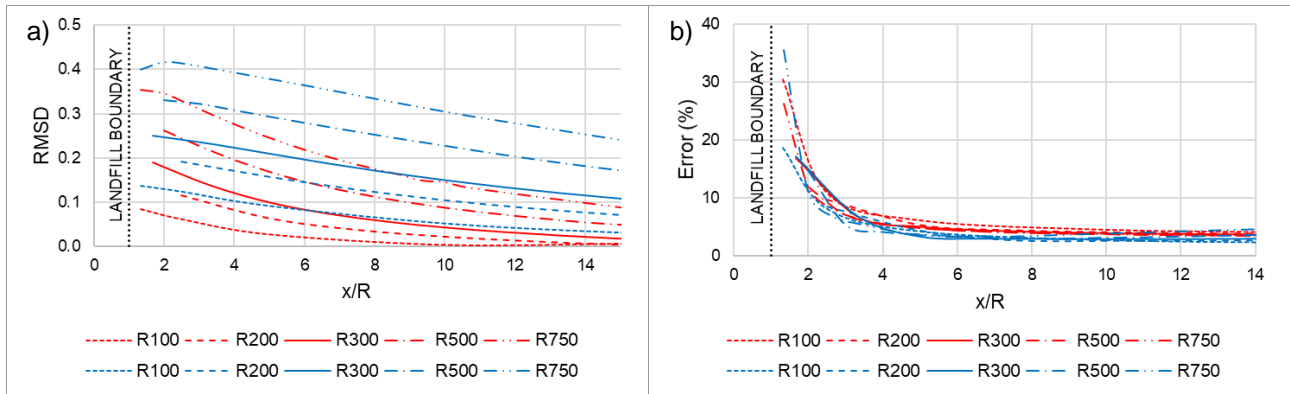 a)
RMSD
0.5
0.4
0.3
0.2
0.1
0.0
LANDFILL BOUNDARY
0 2 4 6 8 10 12 14
x/R
R100 R200 R300 R500 R750
R100 R200 R300 R500 R750
b)
Error (%)
40
30
20
10
0
LANDFILL BOUNDARY
0 2 4 6 8 10 12 14
x/R
R100 R200 R300 R500 R750
R100 R200 R300 R500 R750